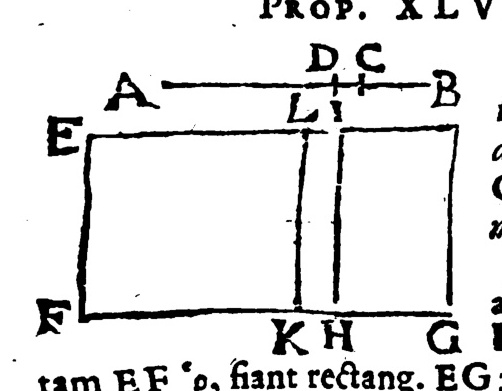 PROP. XLV
D C
A B
L I
E
F
K H G
tam EF ‘ρ, fiant rectang. EG